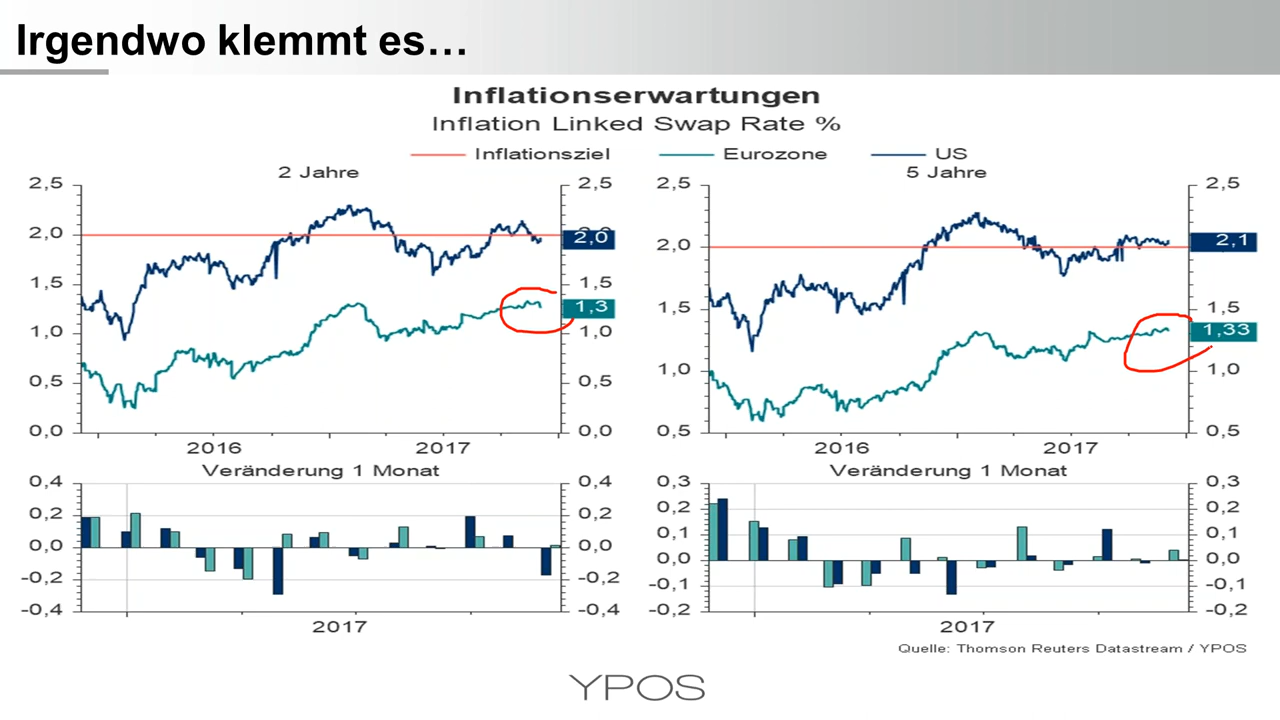 Irgendwo klemmt es…
Inflationserwartungen
Inflation Linked Swap Rate %
Inflationsziel Eurozone US
2 Jahre
2,5 2,5
2,0 2,0
1,5 1,5
1,3
1,0 1,0
0,5 0,5
0,0 0,0
2016 2017
5 Jahre
2,5 2,5
2,0 2,1
1,5 1,5
1,33
1,0 1,0
0,5 0,5
2016 2017
Veränderung 1 Monat
0,4 0,4
0,2 0,2
0,0 0,0
-0,2 -0,2
-0,4 -0,4
2017
Veränderung 1 Monat
0,3 0,3
0,2 0,2
0,1 0,1
0,0 0,0
-0,1 -0,1
-0,2 -0,2
2017
Quelle: Thomson Reuters Datastream / YPOS
YPOS